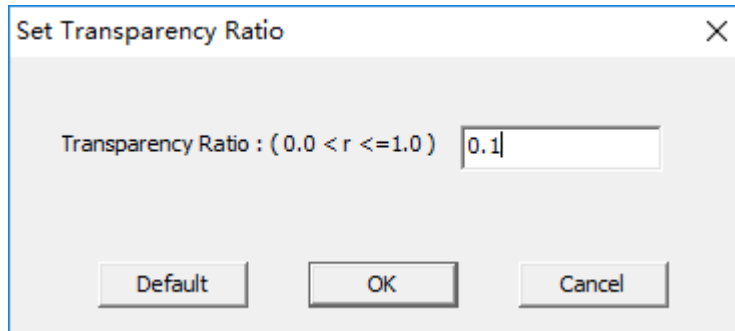 Set Transparency Ratio
Transparency Ratio : ( 0.0 < r <=1.0 ) 0.1
Default OK Cancel